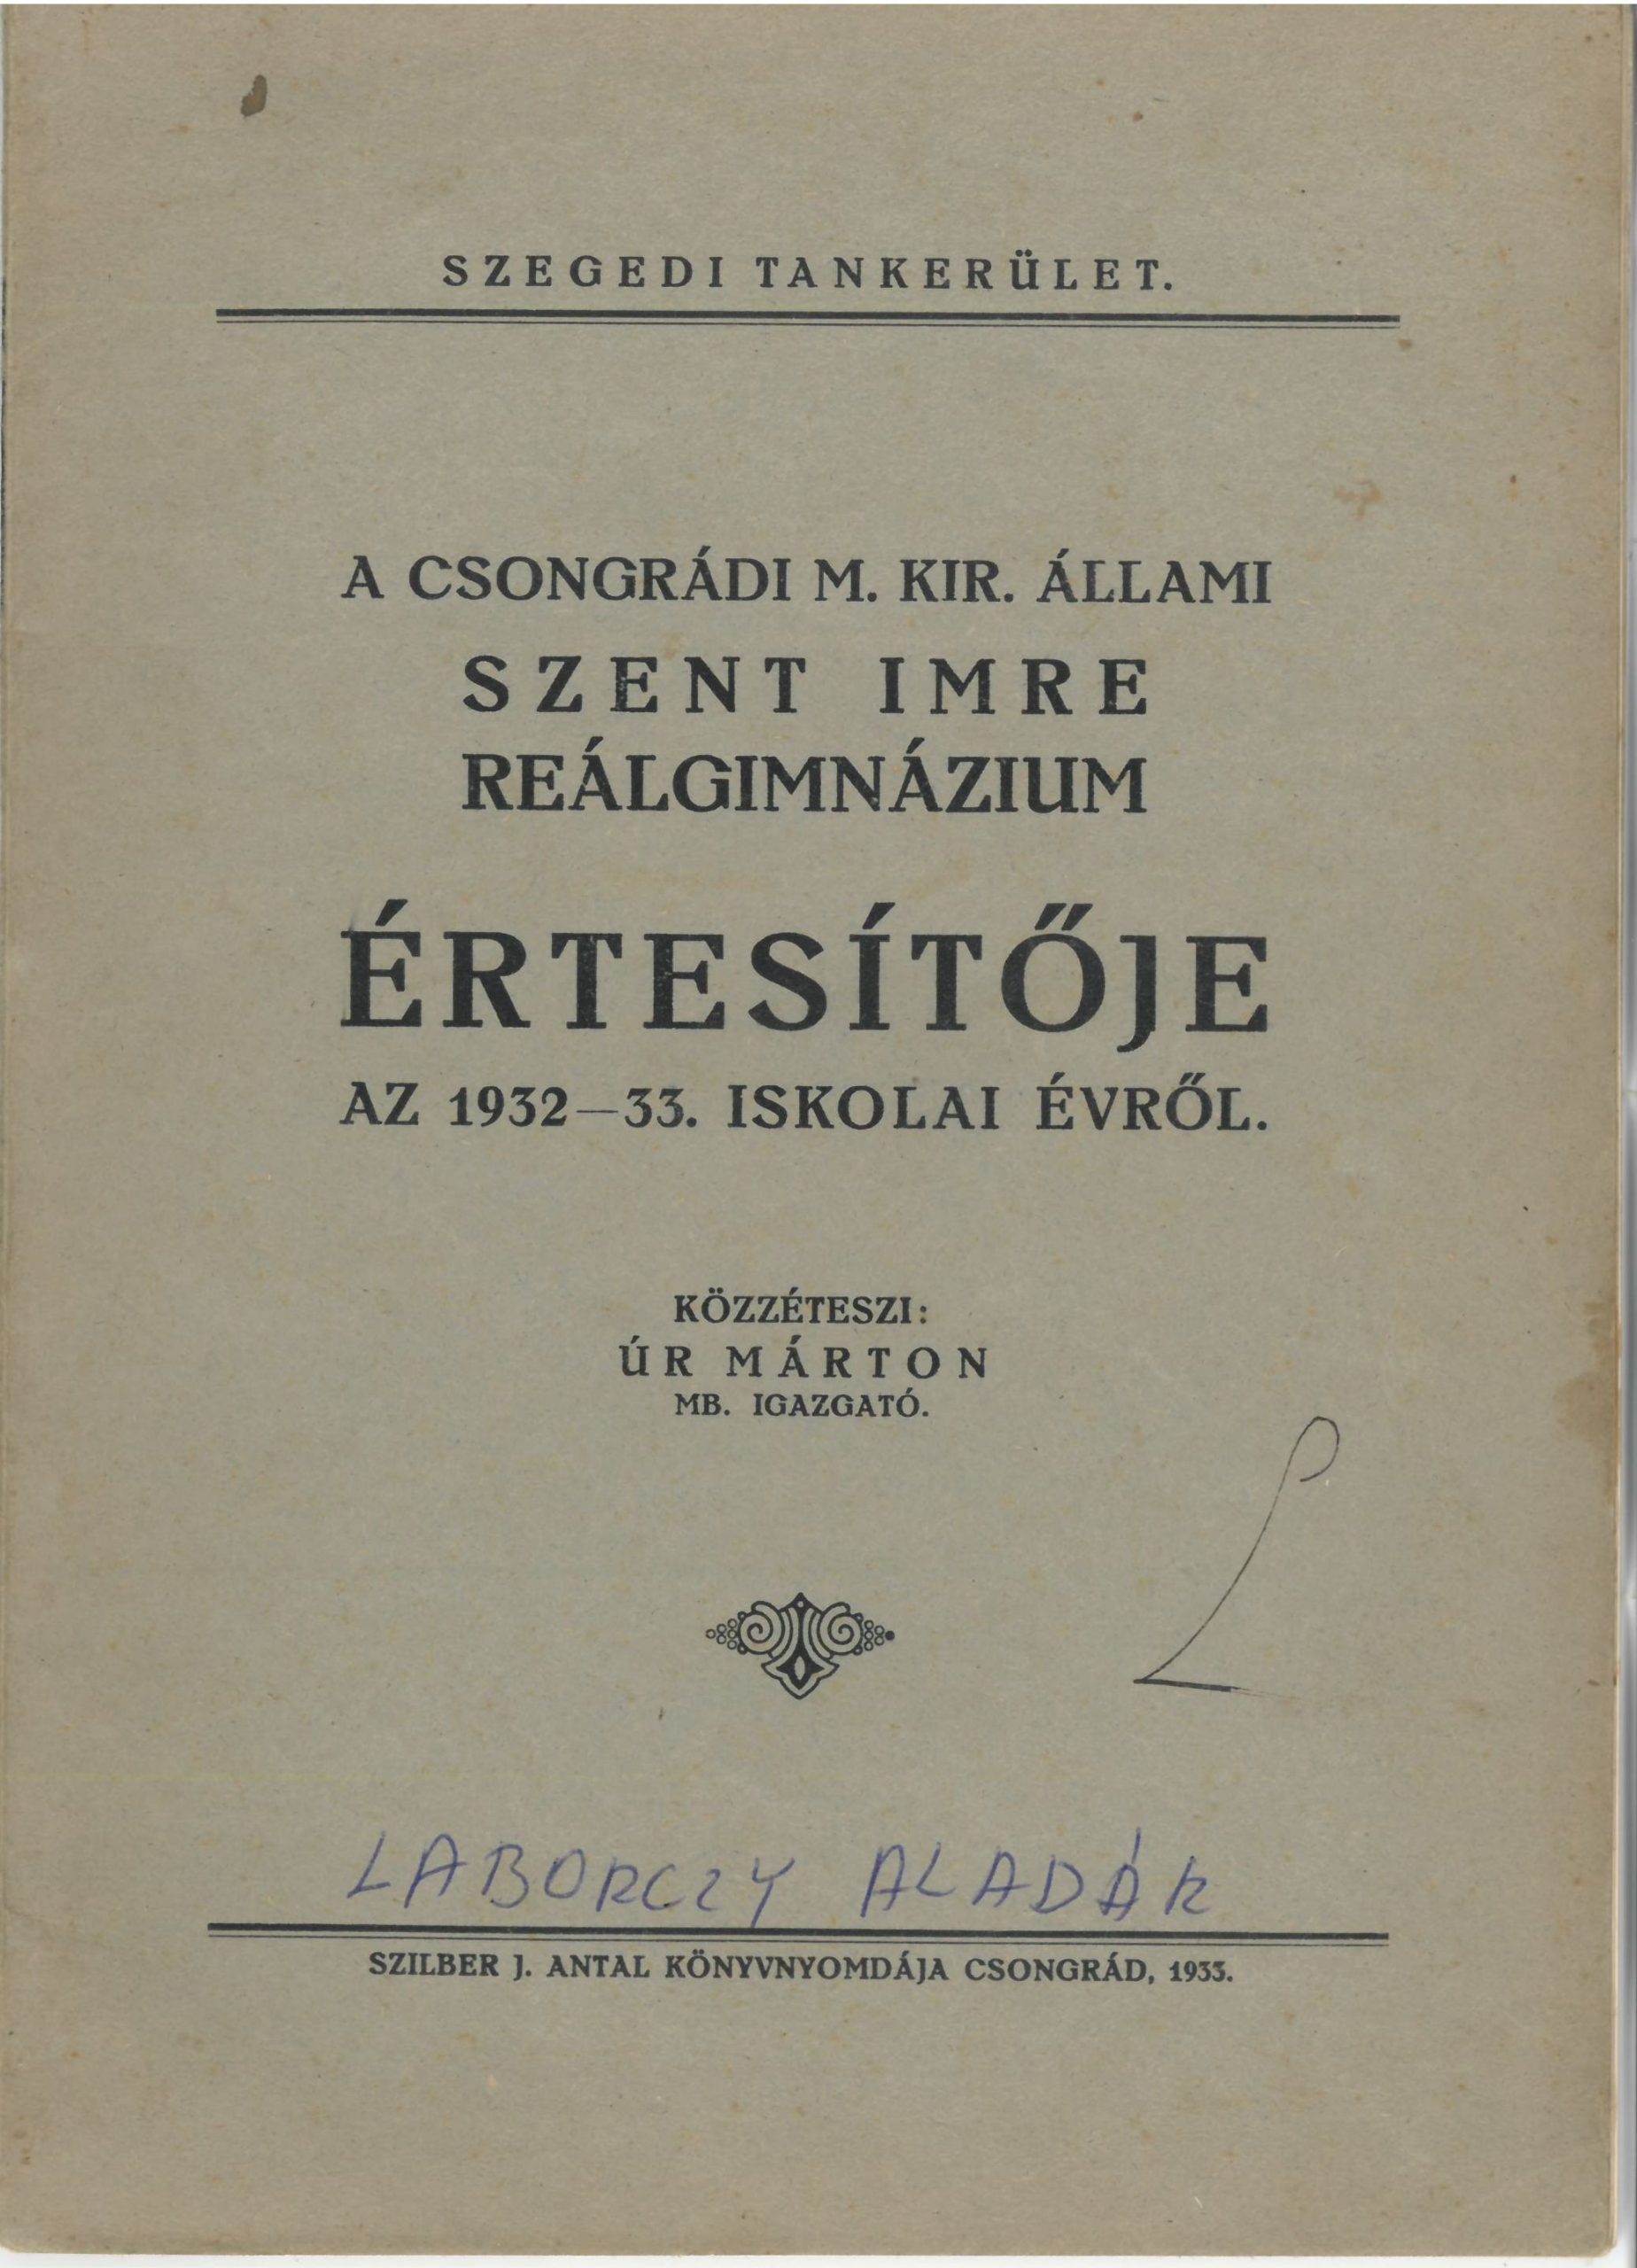 SZEGEDI TANKERÜLET.
A CSONGRÁDI M. KIR. ÁLLAMI
SZENT IMRE
REÁLGIMNÁZIUM
ÉRTESÍTŐJE
AZ 1932—33. ISKOLAI ÉVRŐL.
KÖZZÉTESZI:
ÚR MÁRTON
MB. IGAZGATÓ.
LABORCZY ALADÁR
SZILBER J. ANTAL KÖNYVNYOMDÁJA CSONGRÁD, 1933.